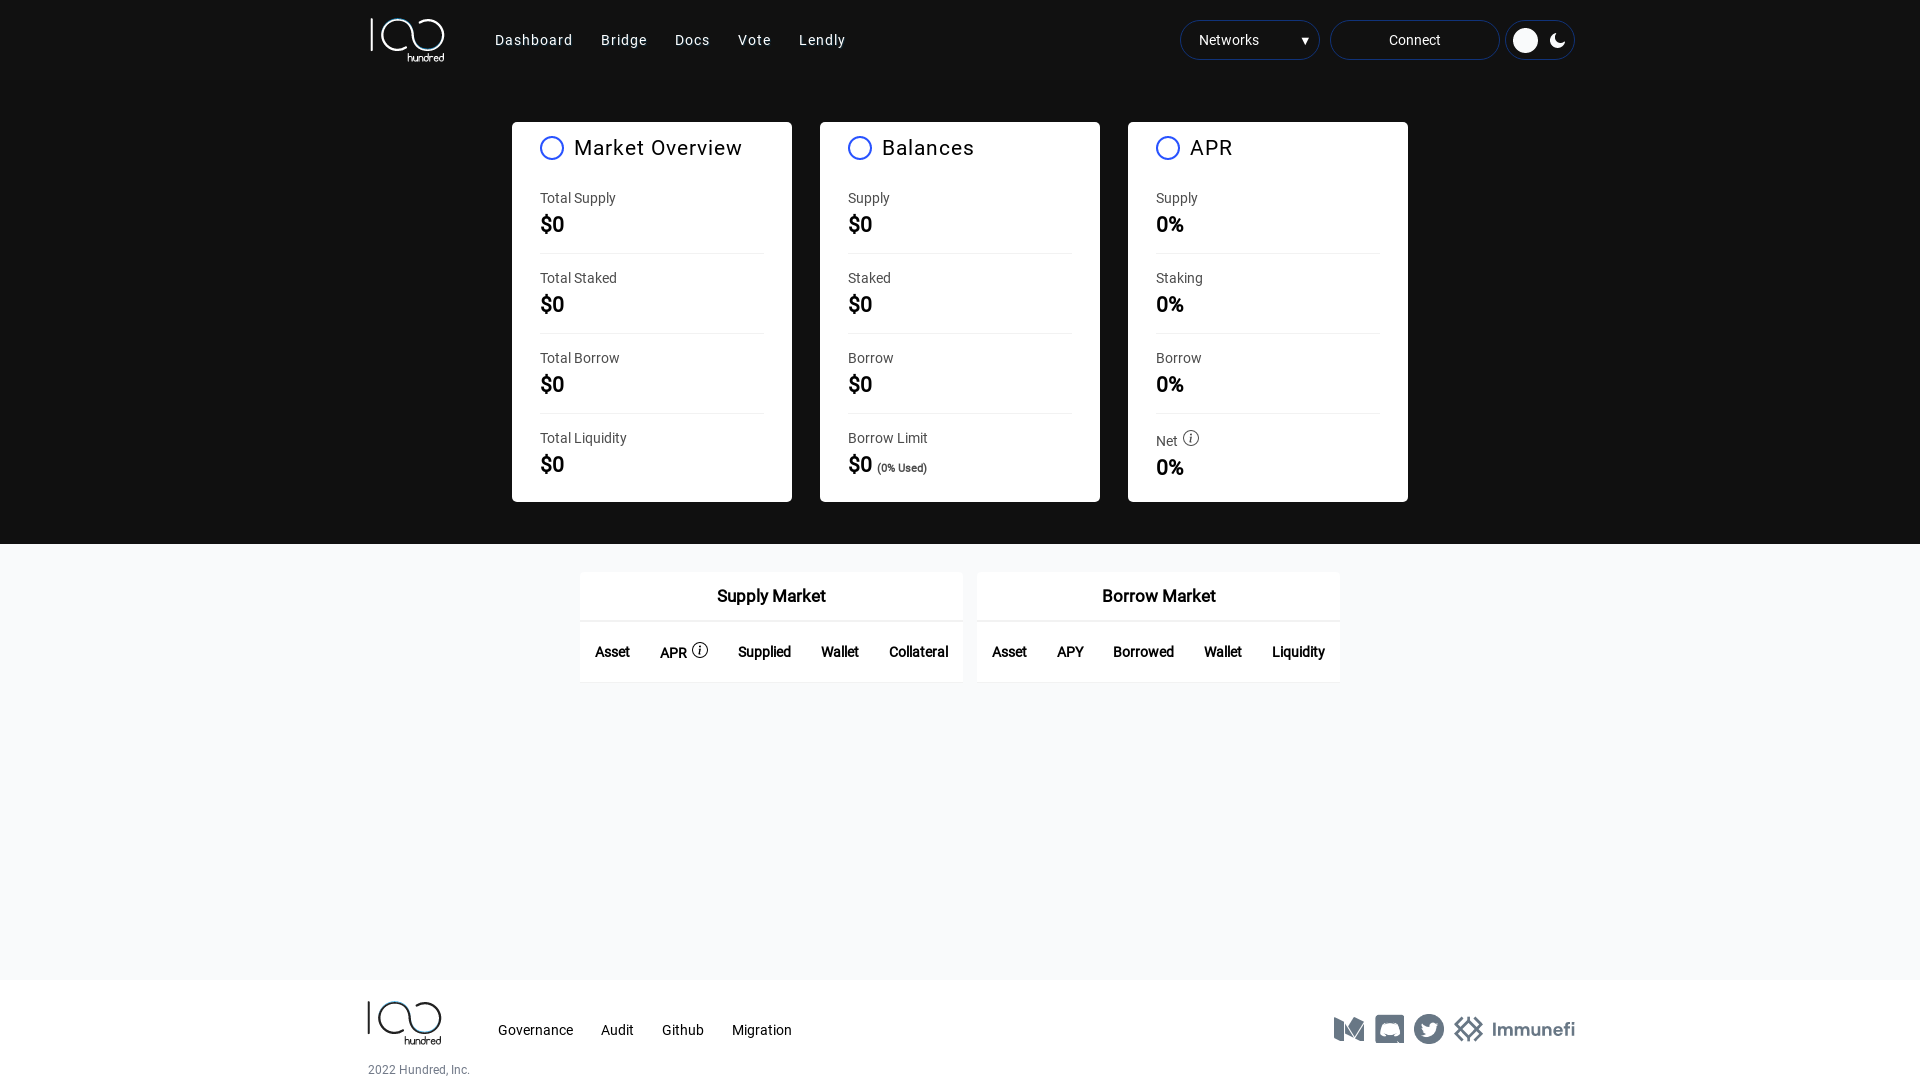 100 hundred
Dashboard Bridge Docs Vote Lendly
Networks ▾ Connect
Market Overview
Total Supply
$0
Total Staked
$0
Total Borrow
$0
Total Liquidity
$0
Balances
Supply
$0
Staked
$0
Borrow
$0
Borrow Limit
$0 (0% Used)
APR
Supply
0%
Staking
0%
Borrow
0%
Net
0%
Supply Market
Asset APR Supplied Wallet Collateral
Borrow Market
Asset APY Borrowed Wallet Liquidity
100 hundred
Governance Audit Github Migration
Immunefi
2022 Hundred, Inc.